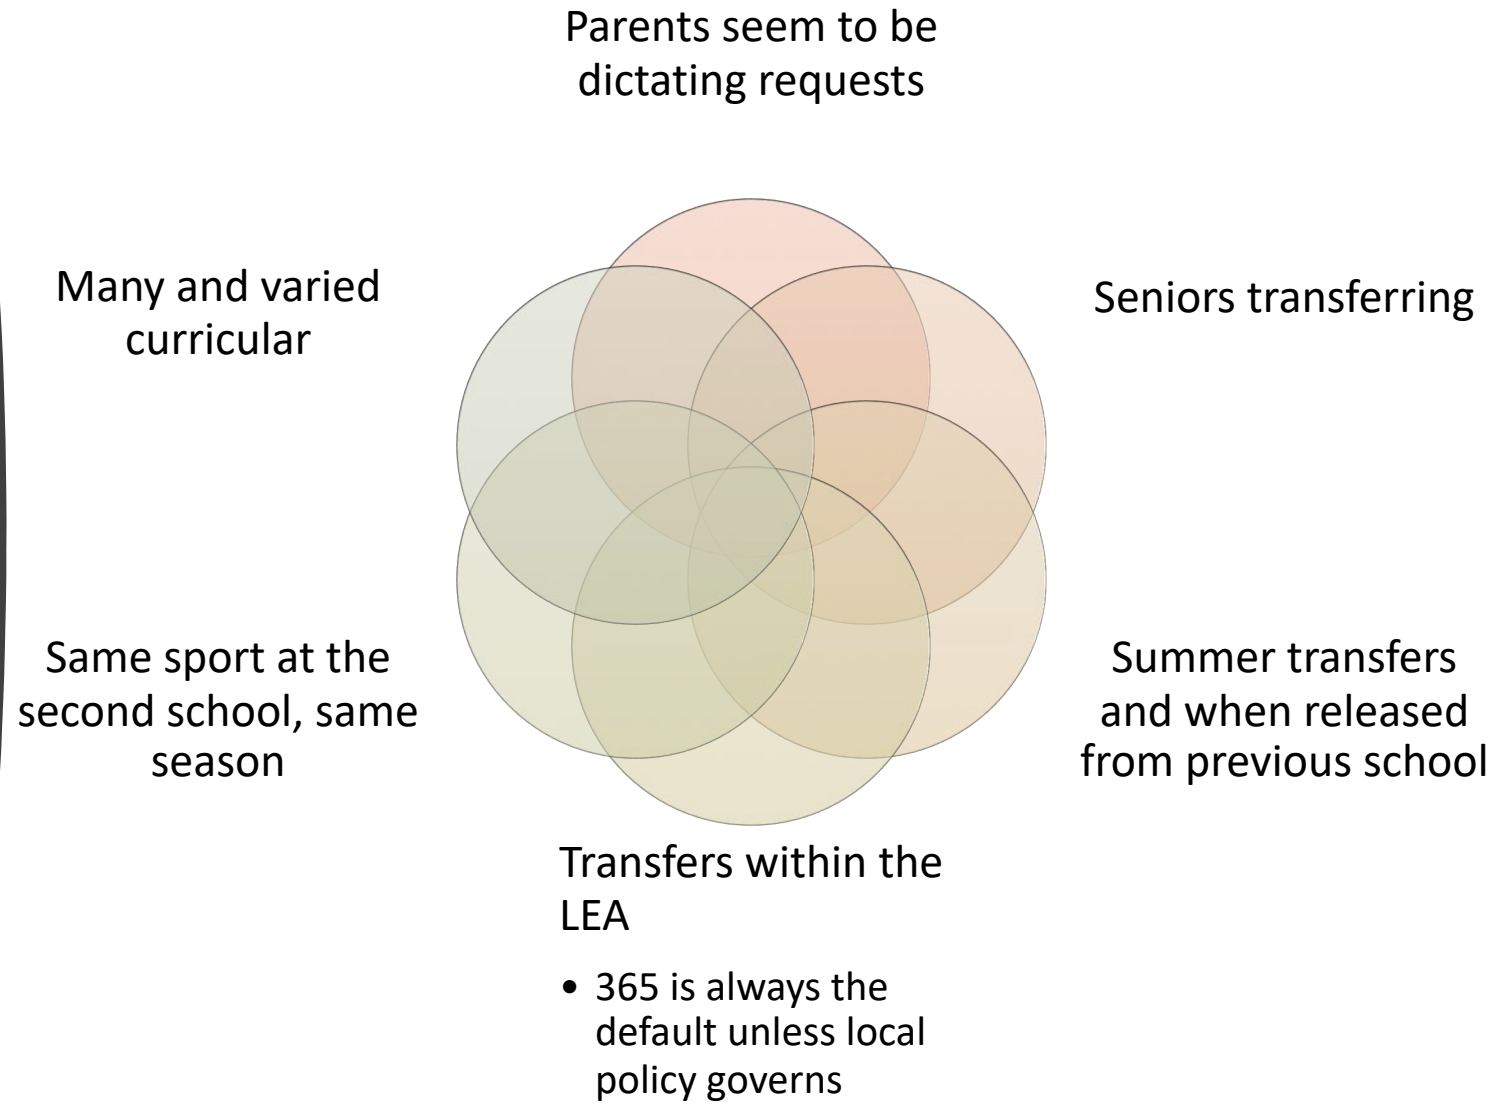 Parents seem to be
dictating requests
Seniors transferring
Summer transfers
and when released
from previous school
Transfers within the
LEA
• 365 is always the
default unless local
policy governs
Same sport at the
second school, same
season
Many and varied
curricular